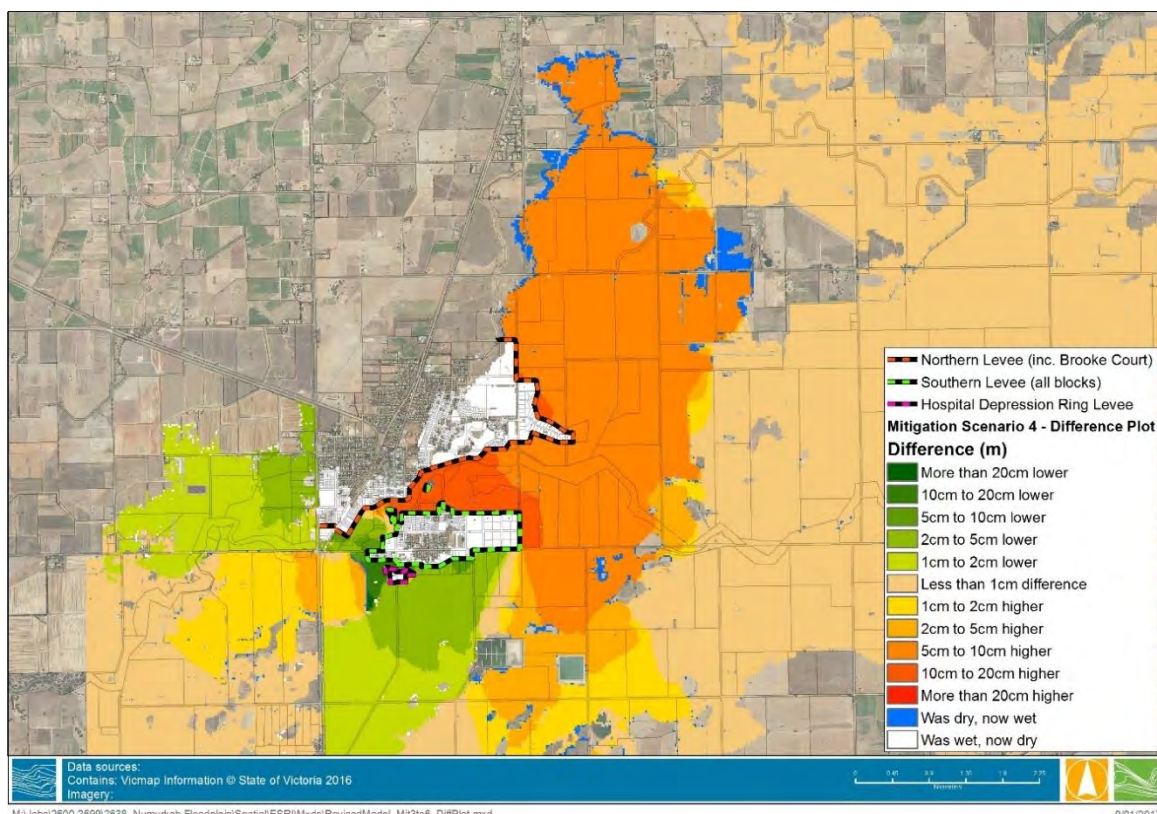 Northern Levee (inc. Brooke Court)
Southern Levee (all blocks)
Hospital Depression Ring Levee
Mitigation Scenario 4 - Difference Plot
Difference (m)
More than 20cm lower
10cm to 20cm lower
5cm to 10cm lower
2cm to 5cm lower
1cm to 2cm lower
Less than 1cm difference
1cm to 2cm higher
2cm to 5cm higher
5cm to 10cm higher
10cm to 20cm higher
More than 20cm higher
Was dry, now wet
Was wet, now dry
Data sources:
Contains: Vicmap Information © State of Victoria 2016
Imagery:
0